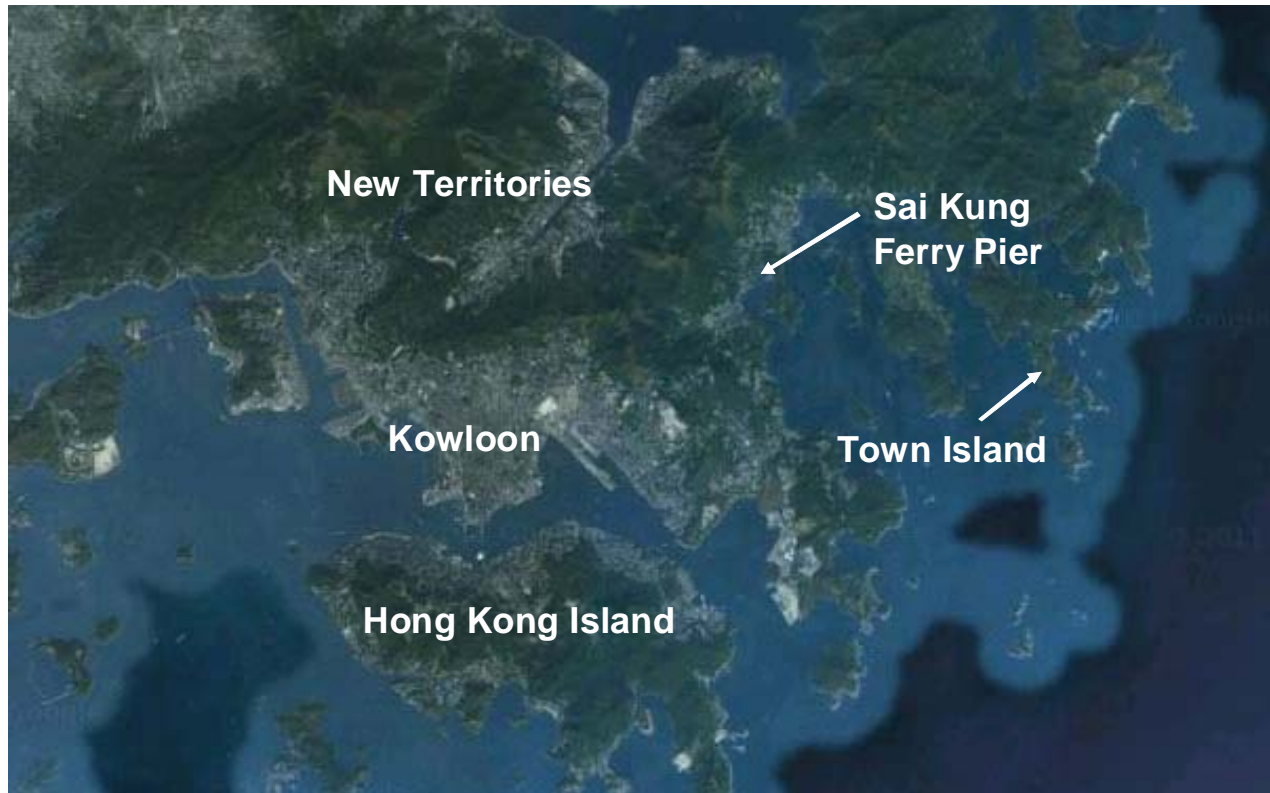 New Territories
Sai Kung
Ferry Pier
Kowloon
Town Island
Hong Kong Island